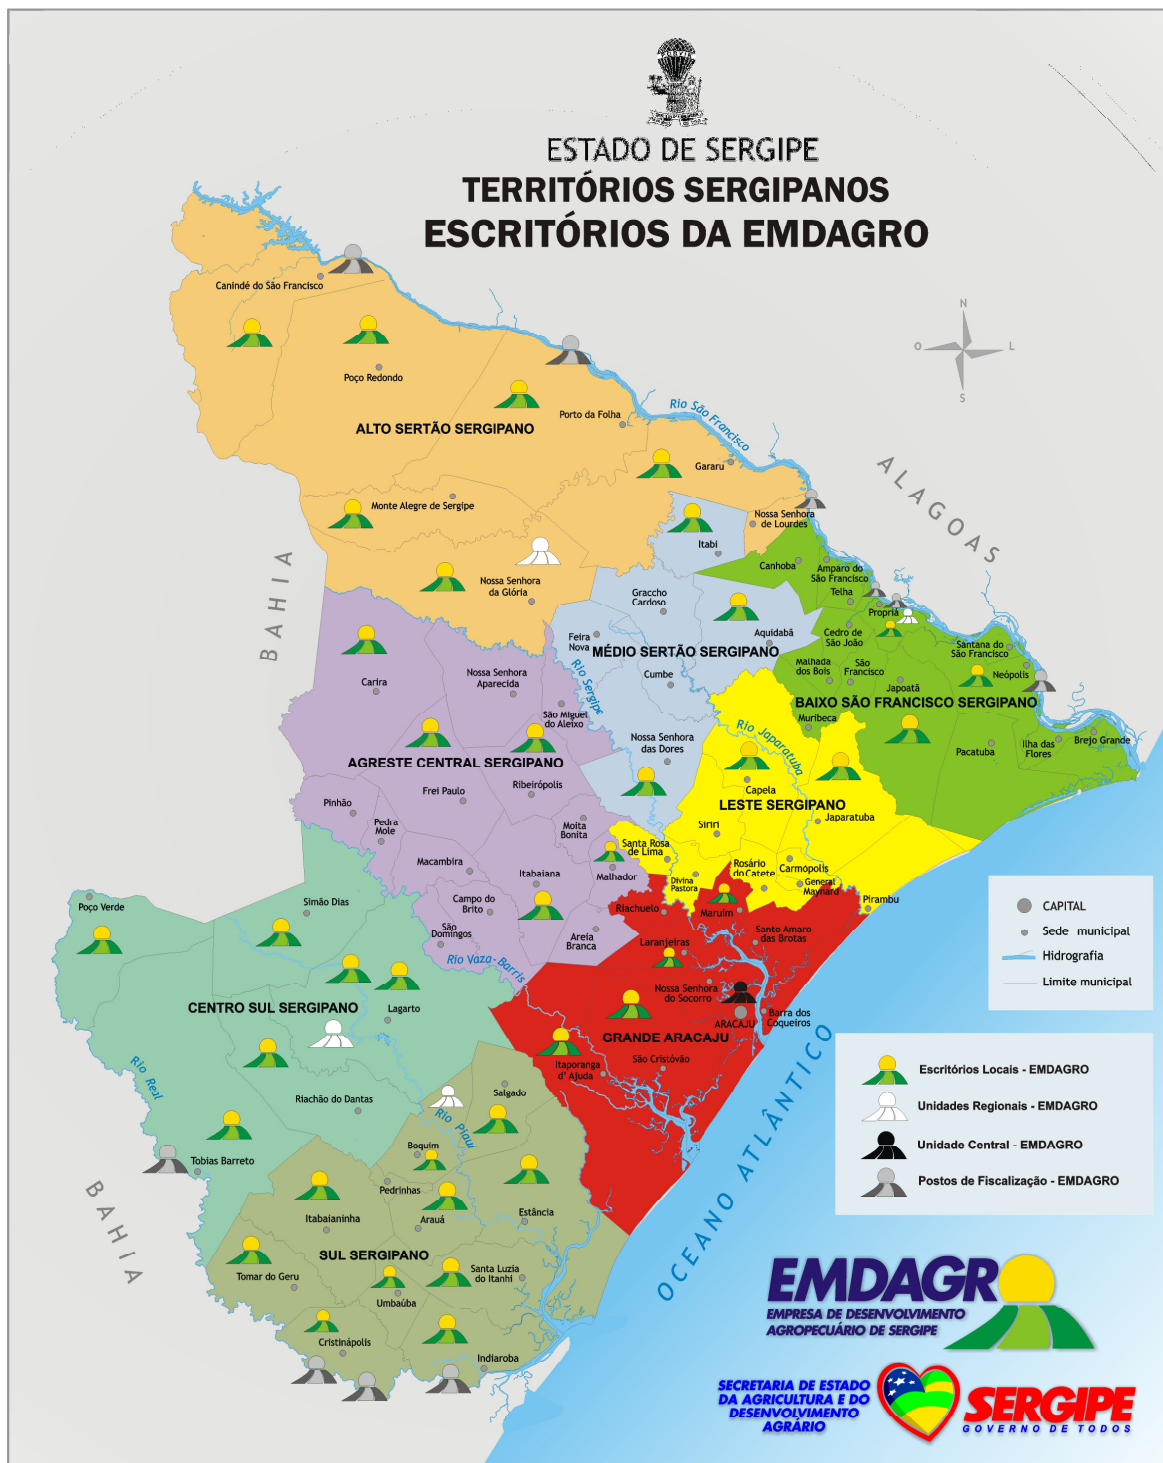 ESTADO DE SERGIPE
TERRITÓRIOS SERGIPANOS
ESCRITÓRIOS DA EMDAGRO
Canindé do São Francisco
Poço Redondo
Porto da Folha
ALTO SERTÃO SERGIPANO
Rio São Francisco
Gararu
Monte Alegre de Sergipe
Nossa Senhora
de Lourdes
Nossa Senhora
da Glória
N
O
L
S
ALAGOAS
BAHIA
Itabi
Canhoba
Amparo do
São Francisco
Telha
Propria
Graccho
Cardoso
Feira
Nova
Aquidabã
MÉDIO SERTÃO SERGIPANO
Cumbe
Rio Sergipe
Nossa Senhora
das Dores
Cedro de
São João
Santana do
São Francisco
Neópolis
Malhada
dos Bois
São
Francisco
Japoatã
BAIXO SÃO FRANCISCO SERGIPANO
Muribeca
Pacatuba
Ilha das
Flores
Brejo Grande
Carira
Nossa Senhora
Aparecida
São Miguel
do Aleixo
AGRESTE CENTRAL SERGIPANO
Frei Paulo
Ribeirópolis
Pinhão
Pedra
Mole
Moita
Bonita
Macambira
Itabaiana
Malhador
Campo do
Brito
São
Domingos
Areia
Branca
Rio Vaza-Barris
Rio Japaratuba
Capela
LESTE SERGIPANO
Japaratuba
Siriri
Santa Rosa
de Lima
Divina
Pastora
Rosário
do Catete
Carmópolis
General
Maynard
Pirambu
Riachuelo
Maruim
Santo Amaro
das Brotas
Laranjeiras
Nossa Senhora
do Socorro
ARACAJU
Barra dos
Coqueiros
GRANDE ARACAJU
São Cristóvão
Itaporanga
d' Ajuda
Poço Verde
Simão Dias
CENTRO SUL SERGIPANO
Lagarto
Rio Real
Riachão do Dantas
Tobias Barreto
BAHIA
Salgado
Rio Piauí
Boquim
Pedrinhas
Itabaianinha
Arauá
Estância
SUL SERGIPANO
Tomar do Geru
Santa Luzia
do Itanhi
Umbaúba
Cristinápolis
Indiaroba
OCEANO ATLÂNTICO
CAPITAL
Sede municipal
Hidrografia
Limite municipal
Escritórios Locais - EMDAGRO
Unidades Regionais - EMDAGRO
Unidade Central - EMDAGRO
Postos de Fiscalização - EMDAGRO
EMDAGRO
EMPRESA DE DESENVOLVIMENTO
AGROPECUÁRIO DE SERGIPE
SECRETARIA DE ESTADO
DA AGRICULTURA E DO
DESENVOLVIMENTO
AGRÁRIO
SERGIPE
GOVERNO DE TODOS